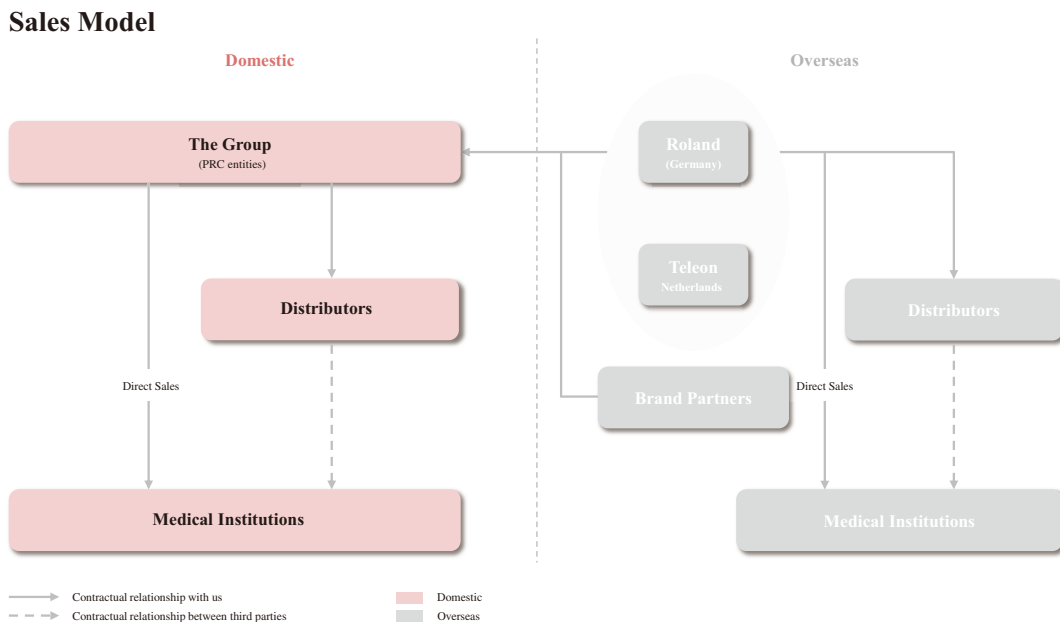 Sales Model
Domestic
Overseas
The Group
(PRC entities)
Roland
(Germany)
Teleon
Netherlands
Distributors
Distributors
Direct Sales
Brand Partners
Direct Sales
Medical Institutions
Medical Institutions
Contractual relationship with us
Domestic
Contractual relationship between third parties
Overseas